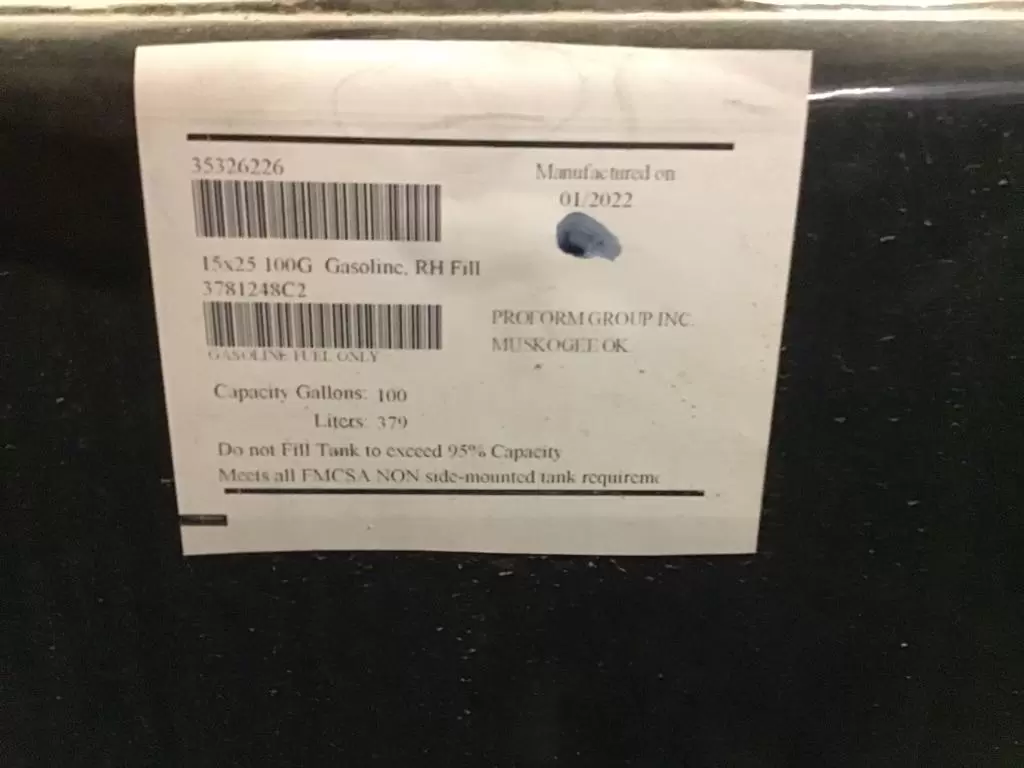 35326226
Manufactured on
01/2022
15x25 100G Gasoline, RH Fill
3781248C2
GASOLINE FUEL ONLY
PROFORM GROUP INC.
MUSKOGEE OK
Capacity Gallons: 100
Liters: 379
Do not Fill Tank to exceed 95% Capacity
Meets all FMCSA NON side-mounted tank requireme